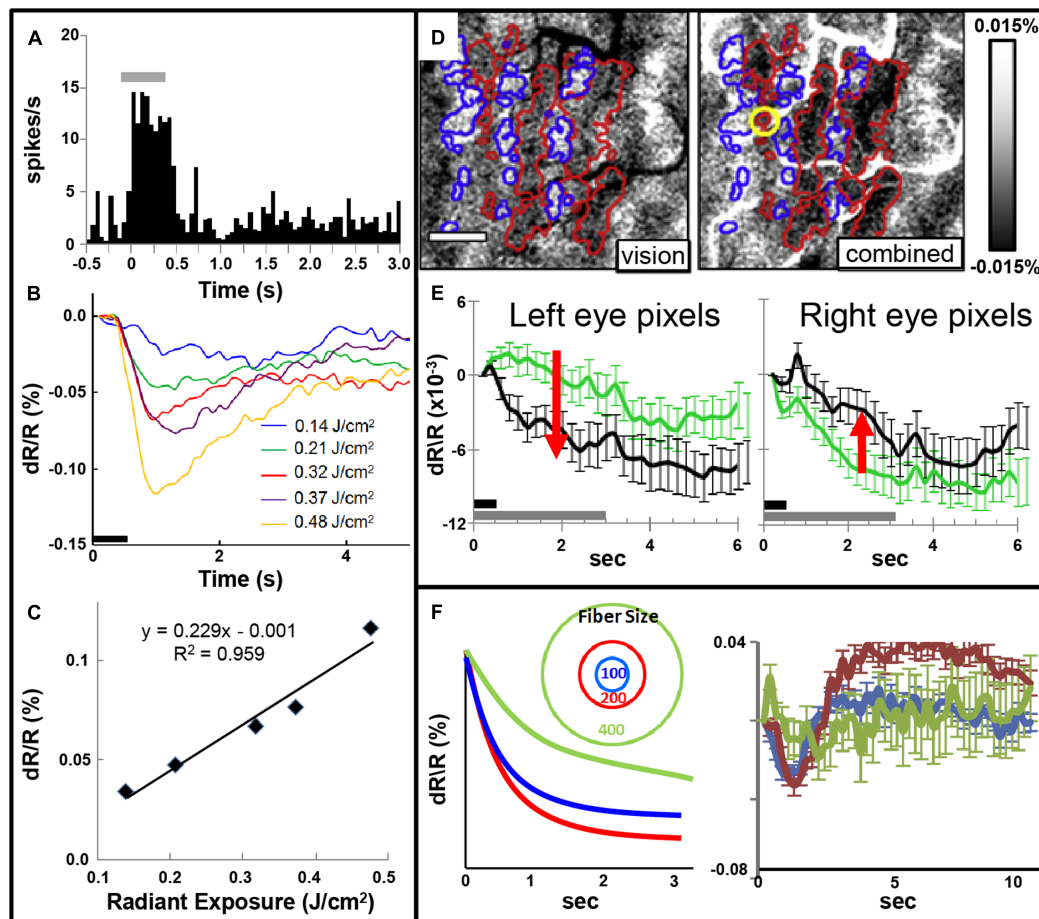 A
20
15
10
5
0
spikes/s
-0.5 0 0.5 1.0 1.5 2.0 2.5 3.0
Time (s)
B
0.0
-0.05
-0.10
-0.15
dR/R (%)
0.14 J/cm²
0.21 J/cm²
0.32 J/cm²
0.37 J/cm²
0.48 J/cm²
0 2 4
Time (s)
C
y = 0.229x - 0.001
R² = 0.959
0.1
0.05
0.0
dR/R (%)
0.1 0.2 0.3 0.4 0.5
Radiant Exposure (J/cm²)
D
vision
combined
0.015%
-0.015%
E
Left eye pixels
Right eye pixels
6
0
-6
-12
dR\R (x10⁻³)
0 2 4 6
sec
0 2 4 6
sec
F
Fiber Size
100
200
400
dR\R (%)
0 1 2 3
sec
0.04
-0.08
0 5 10
sec